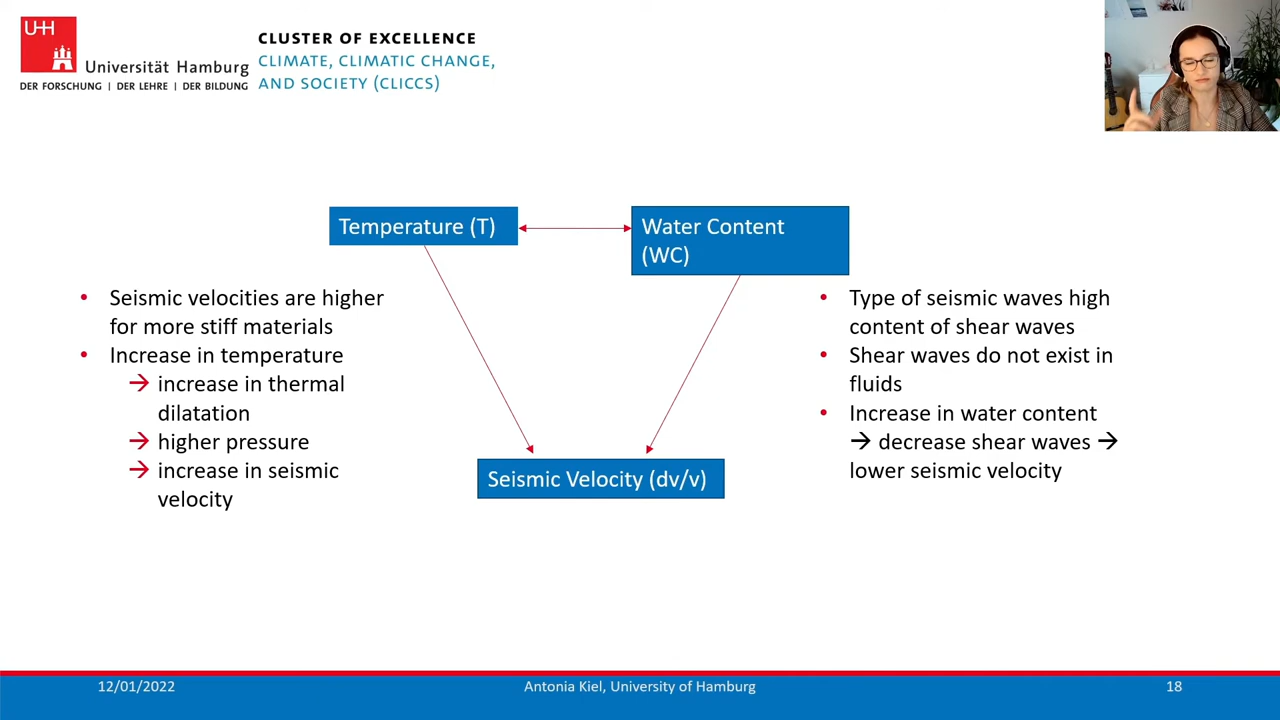 UH
Universität Hamburg
DER FORSCHUNG | DER LEHRE | DER BILDUNG
CLUSTER OF EXCELLENCE
CLIMATE, CLIMATIC CHANGE,
AND SOCIETY (CLICCS)
Temperature (T)
Water Content
(WC)
• Seismic velocities are higher
for more stiff materials
• Increase in temperature
→ increase in thermal
dilatation
→ higher pressure
→ increase in seismic
velocity
• Type of seismic waves high
content of shear waves
• Shear waves do not exist in
fluids
• Increase in water content
→ decrease shear waves →
lower seismic velocity
Seismic Velocity (dv/v)
12/01/2022
Antonia Kiel, University of Hamburg
18